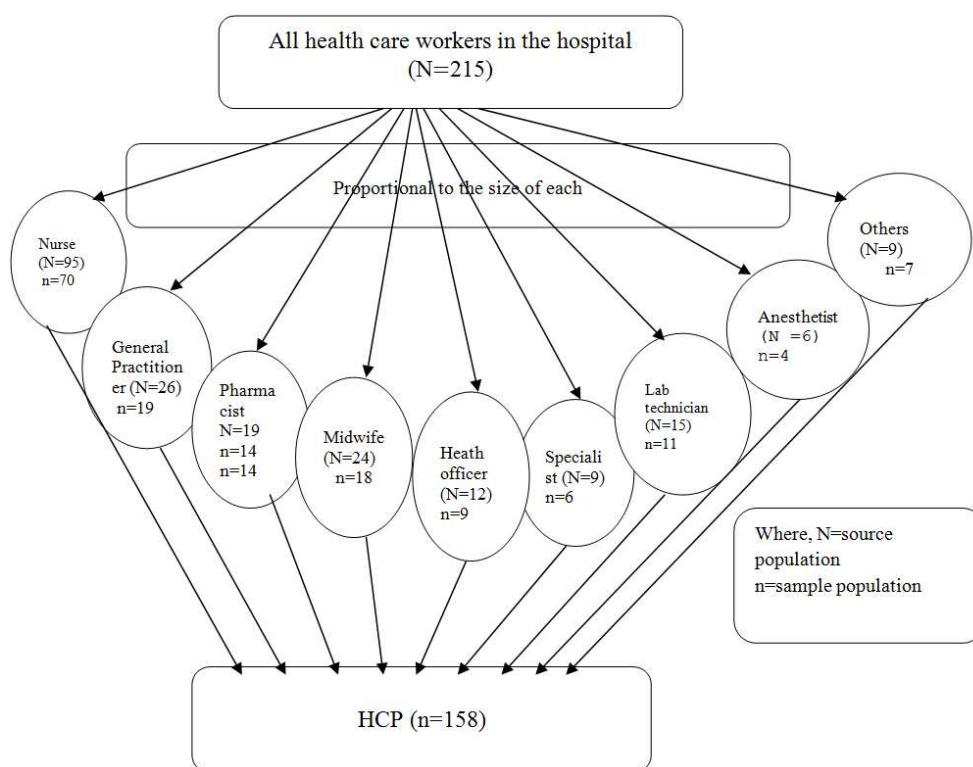 All health care workers in the hospital
(N=215)
Proportional to the size of each
Nurse
(N=95)
n=70
General
Practition
er (N=26)
n=19
Pharma
cist
N=19
n=14
n=14
Midwife
(N=24)
n=18
Heath
officer
(N=12)
n=9
Speciali
st (N=9)
n=6
Lab
technician
(N=15)
n=11
Anesthetist
(N =6)
n=4
Others
(N=9)
n=7
Where, N=source
population
n=sample population
HCP (n=158)